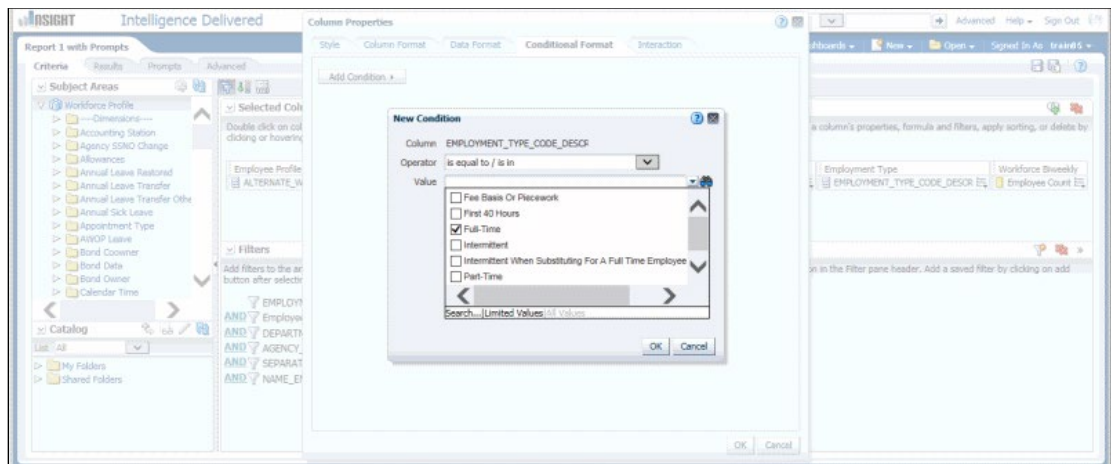 INSIGHT Intelligence Delivered
Advanced Help Sign Out
Report 1 with Prompts
Dashboards New Open Signed In As train05
Criteria Results Prompts Advanced
Subject Areas
Workforce Profile
----Dimensions----
Accounting Station
Agency SSNO Change
Allowances
Annual Leave Restored
Annual Leave Transfer
Annual Leave Transfer Othe
Annual Sick Leave
Appointment Type
AWOP Leave
Bond Coowner
Bond Date
Bond Owner
Calendar Time
Catalog
List All
My Folders
Shared Folders
Selected Colu
Double click on col
clicking or hovering
a column's properties, formula and filters, apply sorting, or delete by
Employee Profile
ALTERNATE_W
Employment Type
EMPLOYMENT_TYPE_CODE_DESCR
Workforce Biweekly
Employee Count
Filters
Add filters to the
button after selecti
in the Filter pane header. Add a saved filter by clicking on add
EMPLOYM
AND Employee
AND DEPARTM
AND AGENCY_
AND SEPARAT
AND NAME_E
Column Properties
Style Column Format Data Format Conditional Format Interaction
Add Condition
New Condition
Column EMPLOYMENT_TYPE_CODE_DESCR
Operator is equal to / is in
Value
Fee Basis Or Piecework
First 40 Hours
Full-Time
Intermittent
Intermittent When Substituting For A Full Time Employee
Part-Time
Search... Limited Values All Values
OK Cancel
OK Cancel